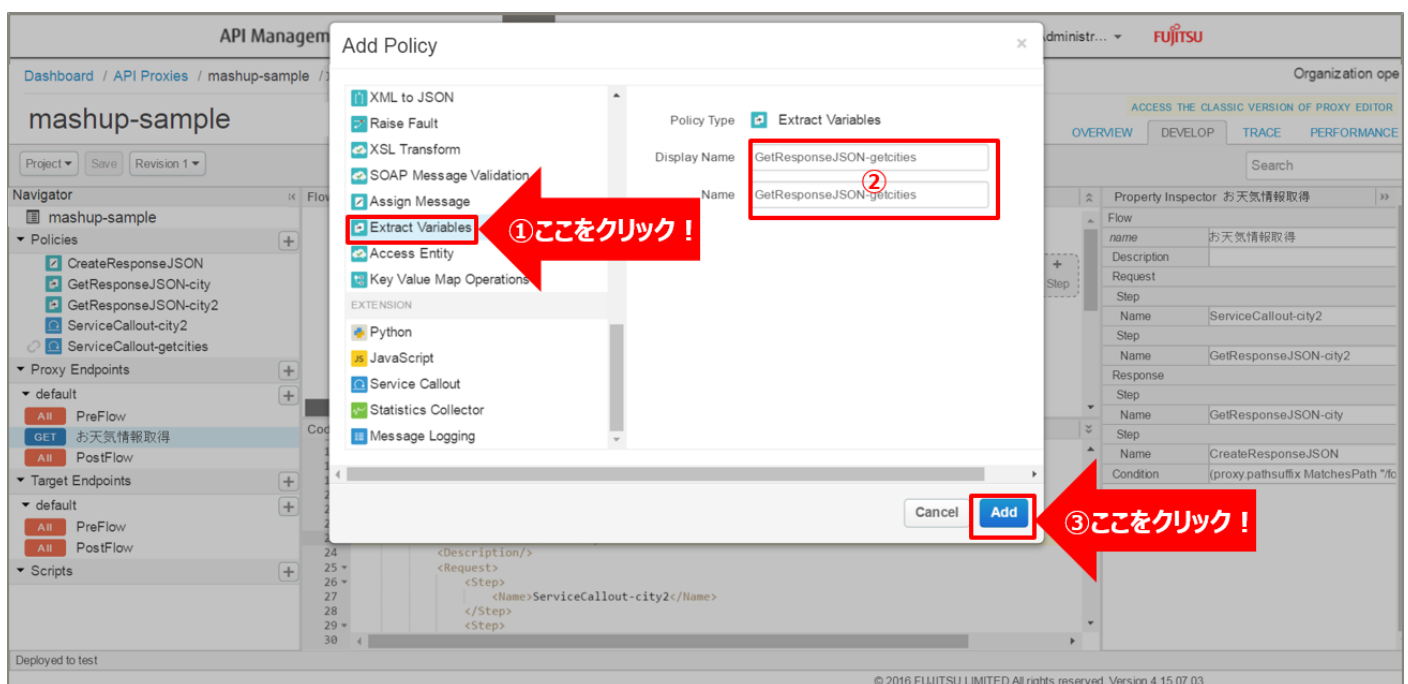 API Managem
dministr...
FUJITSU
Dashboard / API Proxies / mashup-sample /
Organization ope
mashup-sample
ACCESS THE CLASSIC VERSION OF PROXY EDITOR
OVERVIEW DEVELOP TRACE PERFORMANCE
Project Save Revision 1
Search
Add Policy
×
XML to JSON
Raise Fault
XSL Transform
SOAP Message Validation
Assign Message
Extract Variables
Access Entity
Key Value Map Operations
EXTENSION
Python
JavaScript
Service Callout
Statistics Collector
Message Logging
Policy Type Extract Variables
Display Name GetResponseJSON-getcities
②
Name GetResponseJSON-getcities
①ここをクリック！
Cancel Add
③ここをクリック！
Navigator
mashup-sample
Policies
CreateResponseJSON
GetResponseJSON-city
GetResponseJSON-city2
ServiceCallout-city2
ServiceCallout-getcities
Proxy Endpoints
default
All PreFlow
GET お天気情報取得
All PostFlow
Target Endpoints
default
All PreFlow
All PostFlow
Scripts
Flow
+
Step
Cod
24 <Description/>
25 <Request>
26 <Step>
27 <Name>ServiceCallout-city2</Name>
28 </Step>
29 <Step>
30
Property Inspector お天気情報取得
Flow
name お天気情報取得
Description
Request
Step
Name ServiceCallout-city2
Step
Name GetResponseJSON-city2
Response
Step
Name GetResponseJSON-city
Step
Name CreateResponseJSON
Condition (proxy.pathsuffix MatchesPath "/fo
Deployed to test
© 2016 FUJITSU LIMITED All rights reserved. Version 4.15.07.03